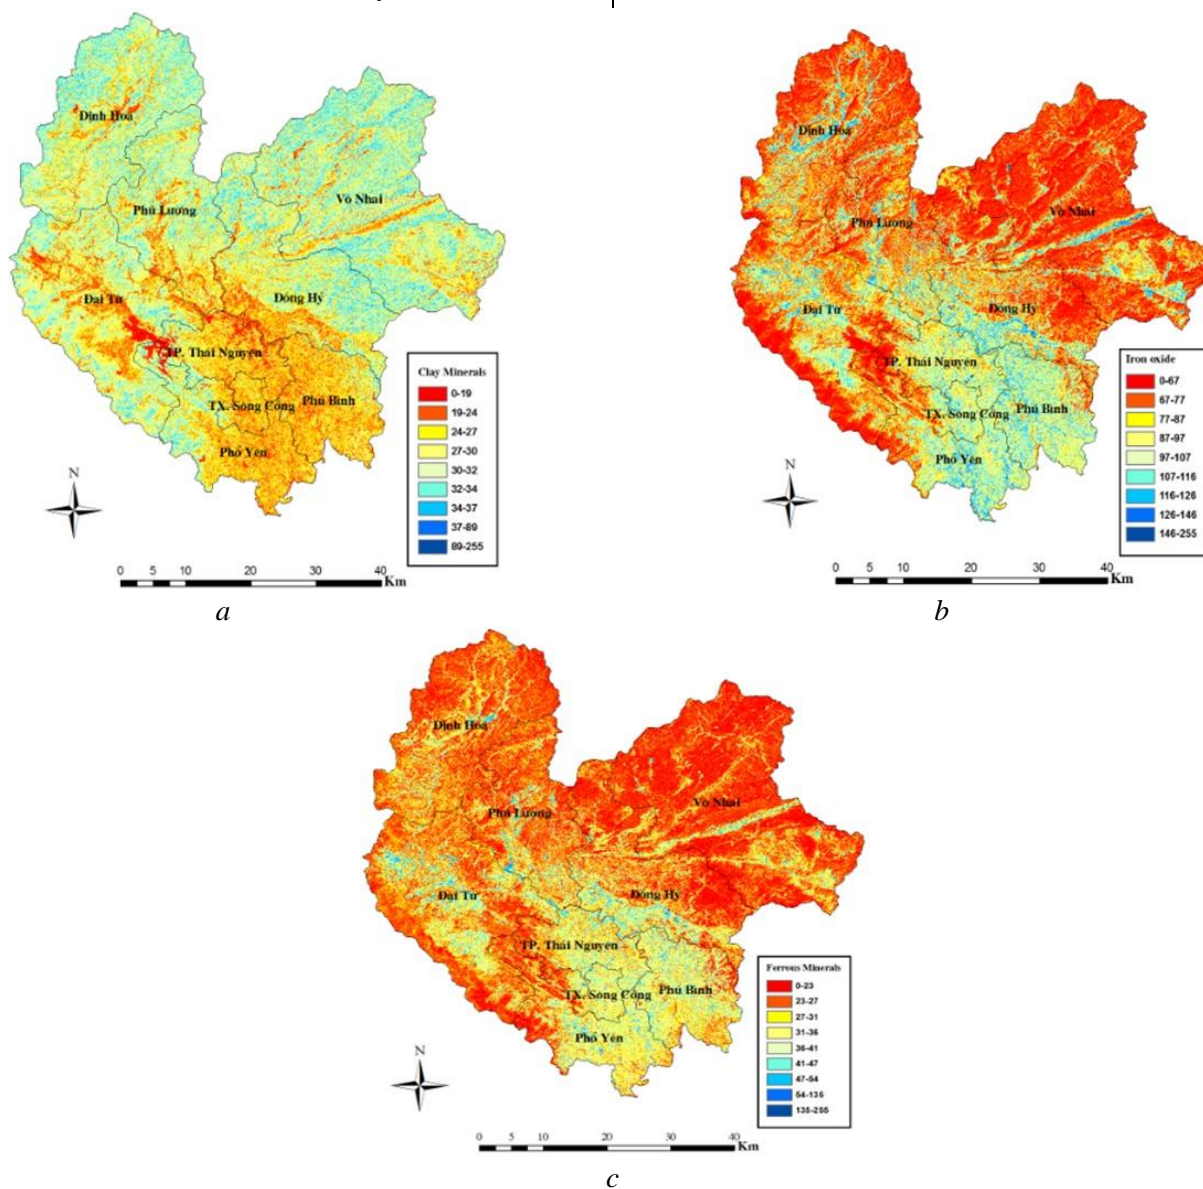 Định Hóa
Võ Nhai
Phú Lương
Đại Từ
Đồng Hỷ
TP. Thái Nguyên
TX. Sông Công
Phú Bình
Phổ Yên
N
Clay Minerals
0-19
19-24
24-27
27-30
30-32
32-34
34-37
37-89
89-255
0 5 10 20 30 40 Km
a
Định Hóa
Võ Nhai
Phú Lương
Đại Từ
Đồng Hỷ
TP. Thái Nguyên
TX. Sông Công
Phú Bình
Phổ Yên
N
Iron oxide
0-67
67-77
77-87
87-97
97-107
107-116
116-126
126-146
146-255
0 5 10 20 30 40 Km
b
Định Hóa
Võ Nhai
Phú Lương
Đại Từ
Đồng Hỷ
TP. Thái Nguyên
TX. Sông Công
Phú Bình
Phổ Yên
N
Ferrous Minerals
0-23
23-27
27-31
31-36
36-41
41-47
47-54
54-135
135-255
0 5 10 20 30 40 Km
c